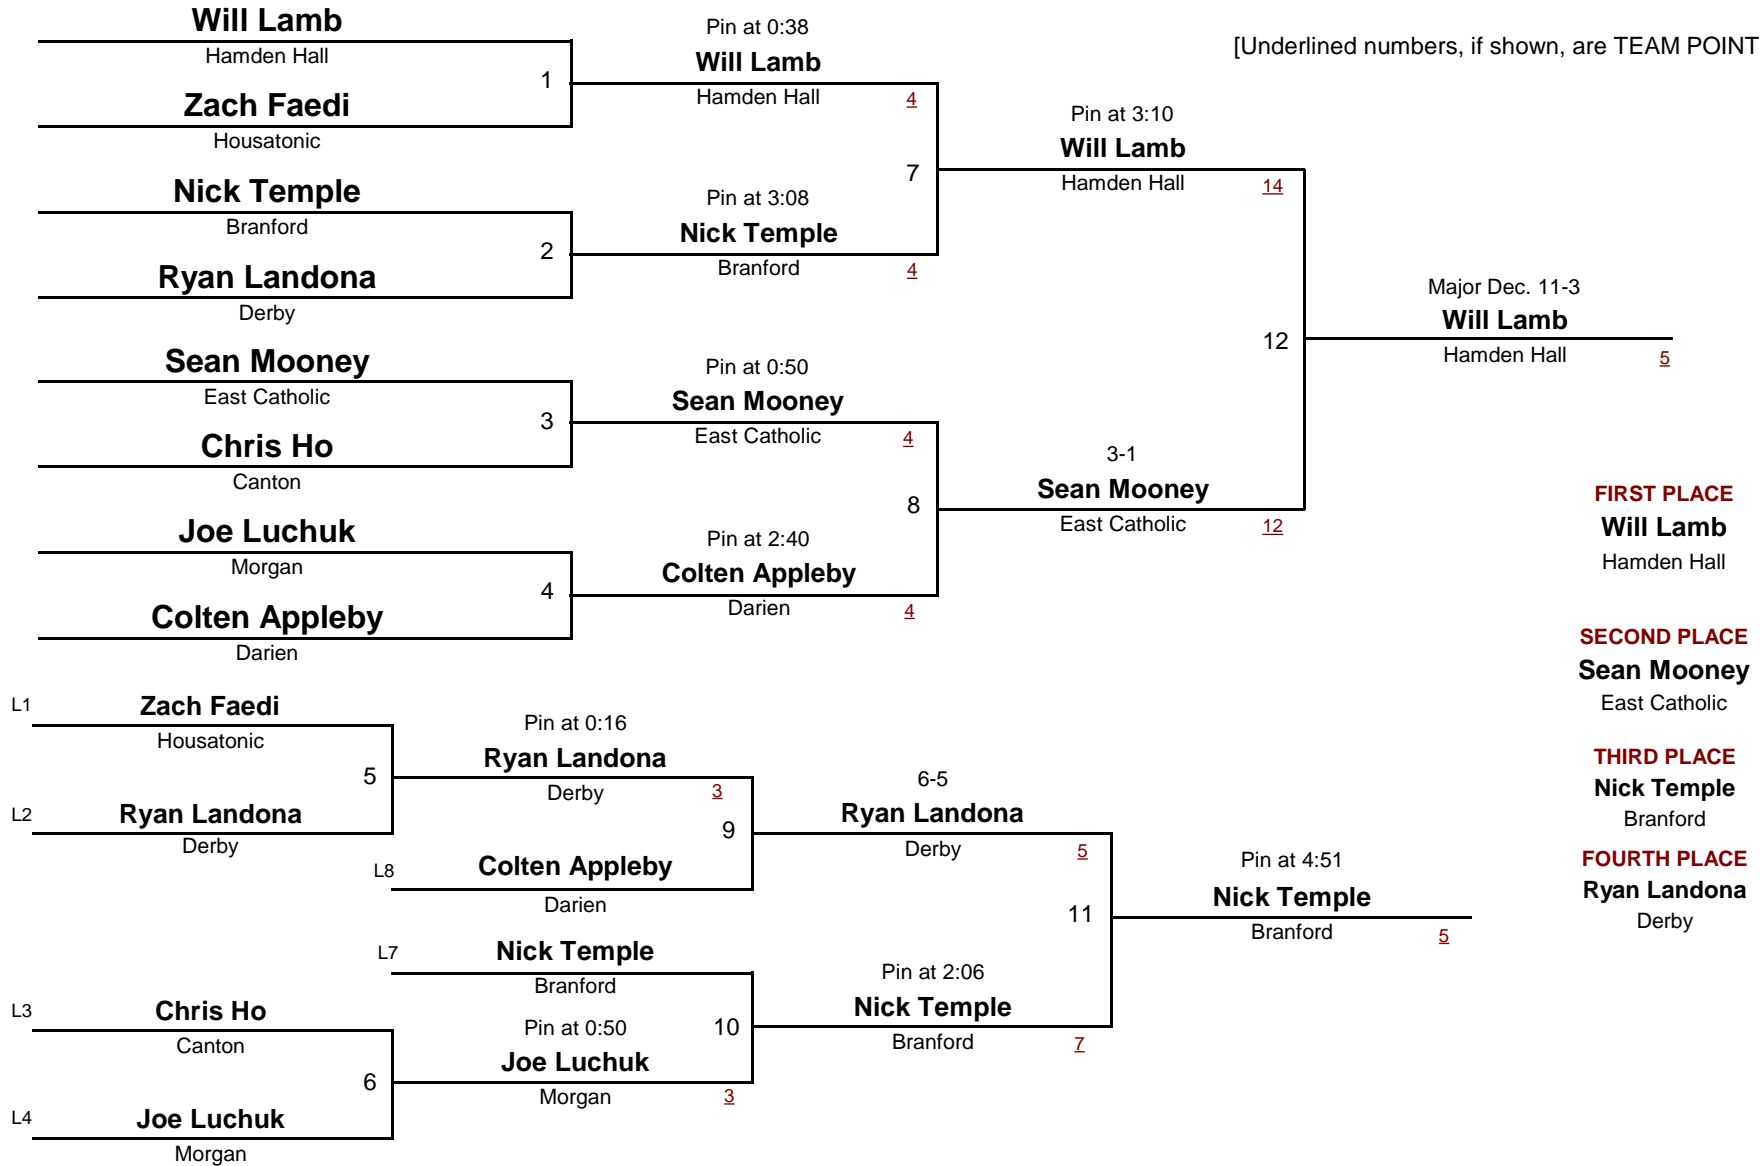 Will Lamb
Hamden Hall
1
Zach Faedi
Housatonic
Nick Temple
Branford
2
Ryan Landona
Derby
Sean Mooney
East Catholic
3
Chris Ho
Canton
Joe Luchuk
Morgan
4
Colten Appleby
Darien
Pin at 0:38
Will Lamb
Hamden Hall
4
7
Pin at 3:08
Nick Temple
Branford
4
Pin at 0:50
Sean Mooney
East Catholic
4
8
Pin at 2:40
Colten Appleby
Darien
4
Pin at 3:10
Will Lamb
Hamden Hall
14
12
3-1
Sean Mooney
East Catholic
12
[Underlined numbers, if shown, are TEAM POINT
Major Dec. 11-3
Will Lamb
Hamden Hall
5
FIRST PLACE
Will Lamb
Hamden Hall
SECOND PLACE
Sean Mooney
East Catholic
THIRD PLACE
Nick Temple
Branford
FOURTH PLACE
Ryan Landona
Derby
L1
Zach Faedi
Housatonic
5
L2
Ryan Landona
Derby
Pin at 0:16
Ryan Landona
Derby
3
9
L8
Colten Appleby
Darien
L7
Nick Temple
Branford
10
L3
Chris Ho
Canton
6
L4
Joe Luchuk
Morgan
Pin at 0:50
Joe Luchuk
Morgan
3
6-5
Ryan Landona
Derby
5
11
Pin at 2:06
Nick Temple
Branford
7
Pin at 4:51
Nick Temple
Branford
5